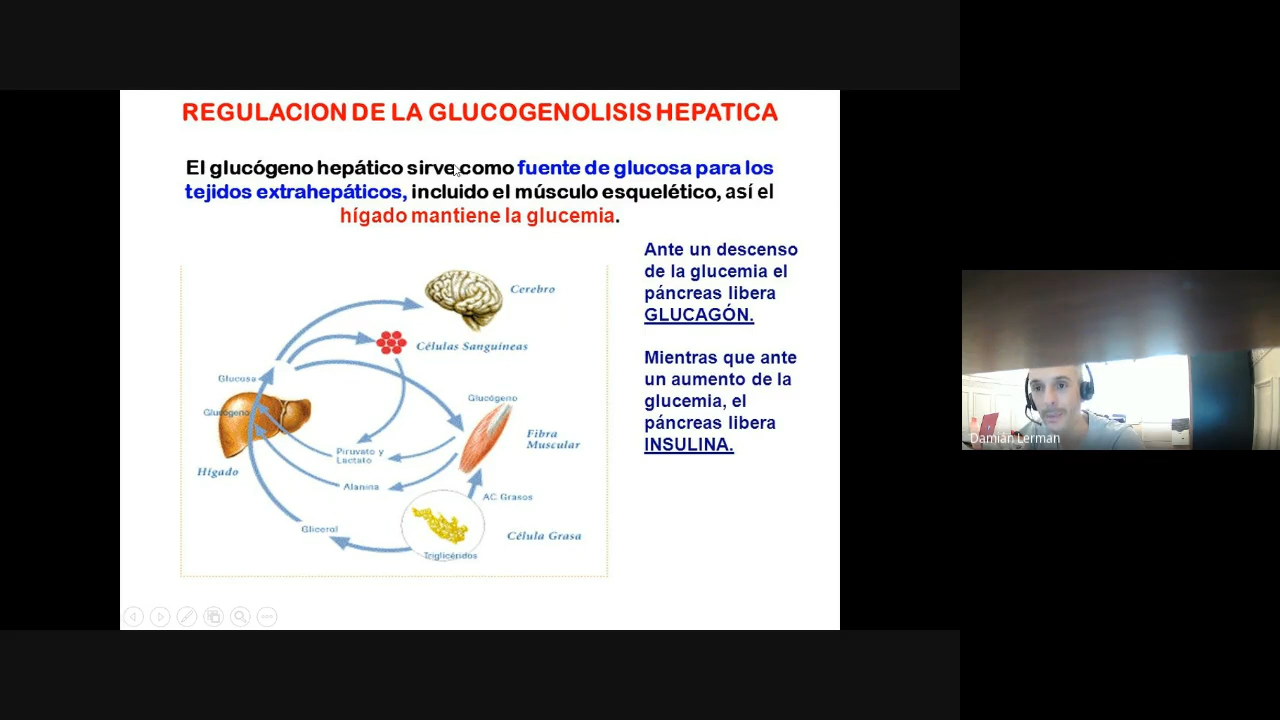 REGULACION DE LA GLUCOGENOLISIS HEPATICA
El glucógeno hepático sirve como fuente de glucosa para los
tejidos extrahepáticos, incluido el músculo esquelético, así el
hígado mantiene la glucemia.
Ante un descenso
de la glucemia el
páncreas libera
GLUCAGÓN.
Mientras que ante
un aumento de la
glucemia, el
páncreas libera
INSULINA.
Cerebro
Células Sanguíneas
Glucosa
Glucógeno
Glucógeno
Fibra
Muscular
Piruvato y
Lactato
Hígado
Alanina
AC Grasos
Glicerol
Célula Grasa
Triglicéridos
Damián Lerman